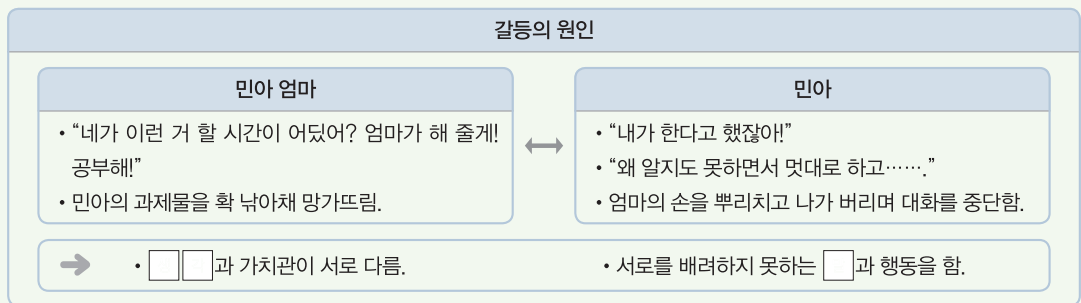 갈등의 원인
민아 엄마
• “네가 이런 거 할 시간이 어딨어? 엄마가 해 줄게!
공부해!”
• 민아의 과제물을 확 낚아채 망가뜨림.
민아
• “내가 한다고 했잖아!”
• “왜 알지도 못하면서 멋대로 하고…….”
• 엄마의 손을 뿌리치고 나가 버리며 대화를 중단함.
• □□과 가치관이 서로 다름.
• 서로를 배려하지 못하는 □과 행동을 함.